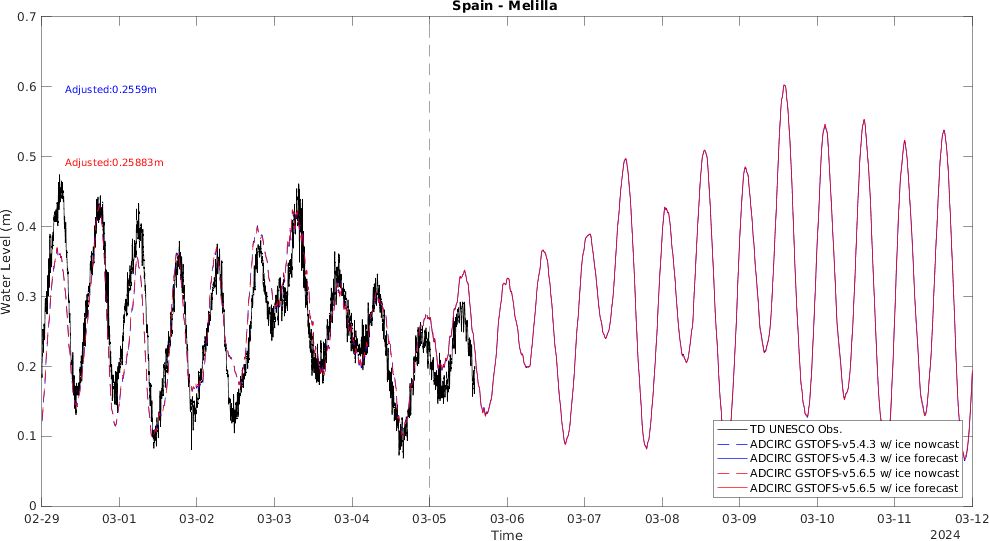 Spain - Melilla
0.7
0.6
0.5
0.4
0.3
0.2
0.1
0
Water Level (m)
Adjusted:0.2559m
Adjusted:0.25883m
TD UNESCO Obs.
ADCIRC GSTOFS-v5.4.3 w/ ice nowcast
ADCIRC GSTOFS-v5.4.3 w/ ice forecast
ADCIRC GSTOFS-v5.6.5 w/ ice nowcast
ADCIRC GSTOFS-v5.6.5 w/ ice forecast
02-29 03-01 03-02 03-03 03-04 03-05 03-06 03-07 03-08 03-09 03-10 03-11 03-12
Time
2024